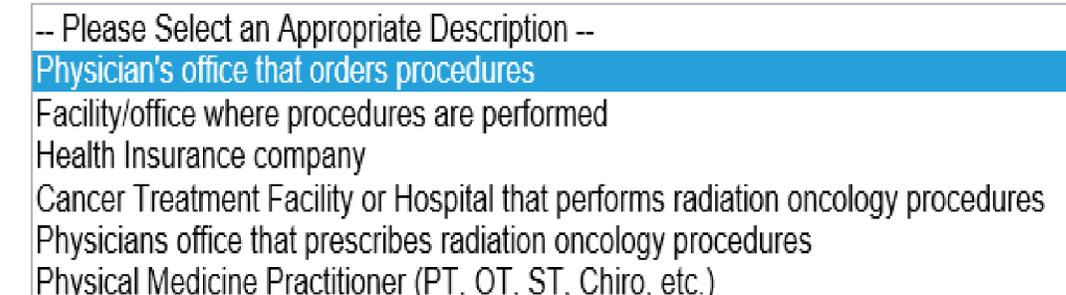 -- Please Select an Appropriate Description --
Physician's office that orders procedures
Facility/office where procedures are performed
Health Insurance company
Cancer Treatment Facility or Hospital that performs radiation oncology procedures
Physicians office that prescribes radiation oncology procedures
Physical Medicine Practitioner (PT, OT, ST, Chiro, etc.)